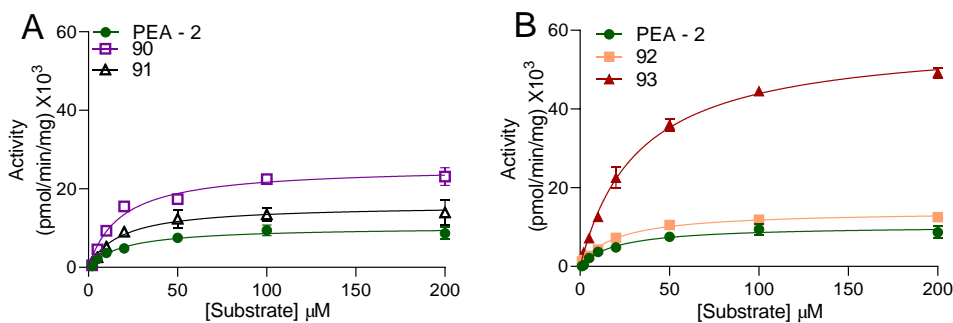 A
PEA - 2
90
91
Activity
(pmol/min/mg) X10³
60
40
20
0
0
50
100
150
200
[Substrate] μM
B
PEA - 2
92
93
Activity
(pmol/min/mg) X10³
60
40
20
0
0
50
100
150
200
[Substrate] μM